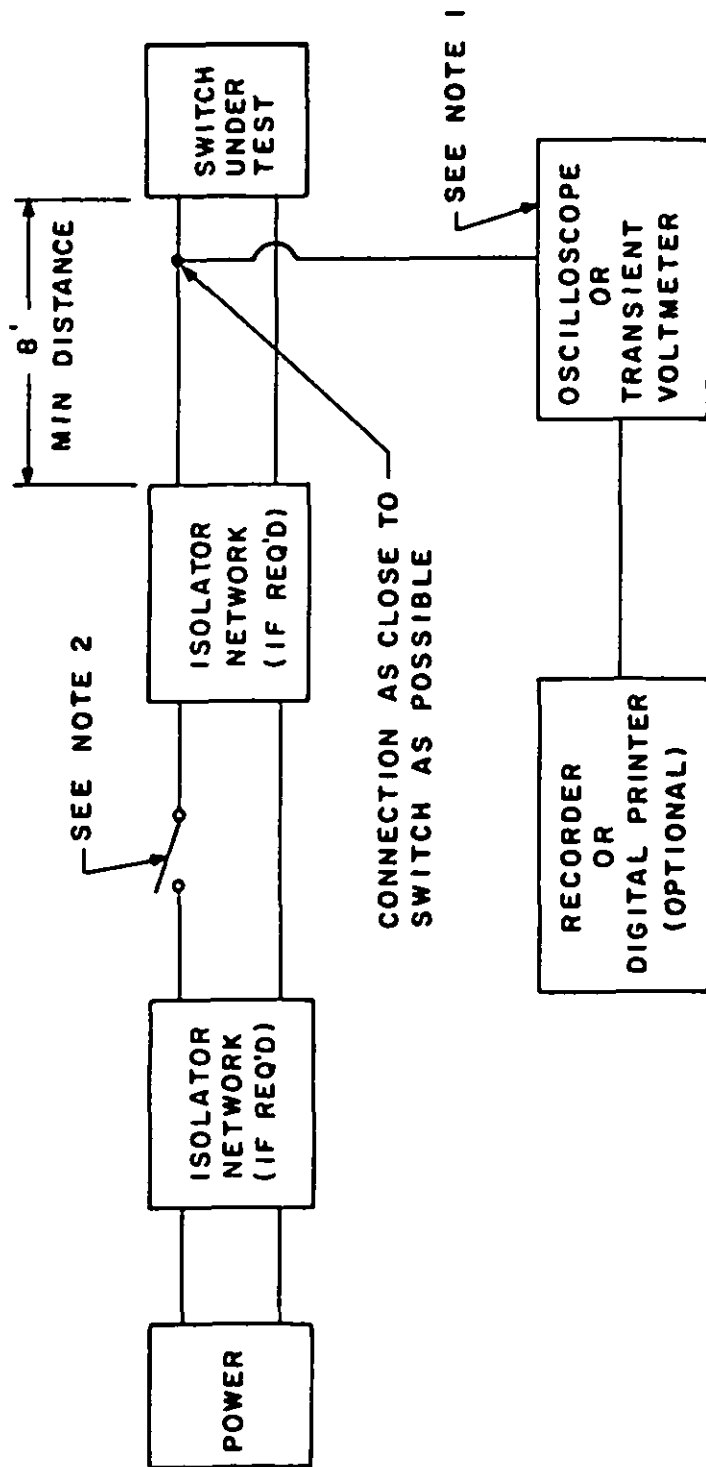 8'
MIN DISTANCE
SEE NOTE 2
POWER
ISOLATOR
NETWORK
(IF REQ'D)
ISOLATOR
NETWORK
(IF REQ'D)
SWITCH
UNDER
TEST
CONNECTION AS CLOSE TO
SWITCH AS POSSIBLE
SEE NOTE 1
RECORDER
OR
DIGITAL PRINTER
(OPTIONAL)
OSCILLOSCOPE
OR
TRANSIENT
VOLTMETER